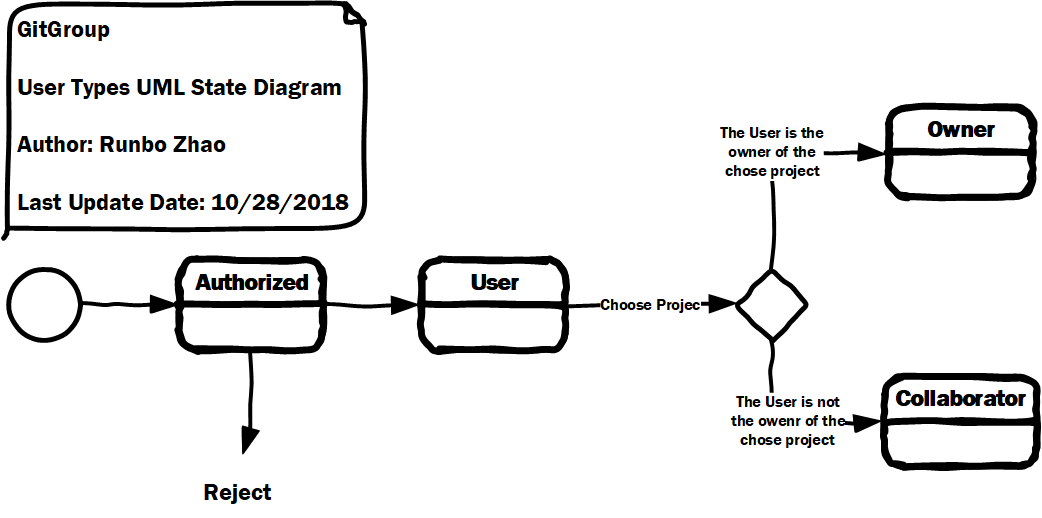 GitGroup
User Types UML State Diagram
Author: Runbo Zhao
Last Update Date: 10/28/2018
The User is the
owner of the
chose project
Owner
Authorized
User
Choose Projec
The User is not
the owenr of the
chose project
Collaborator
Reject